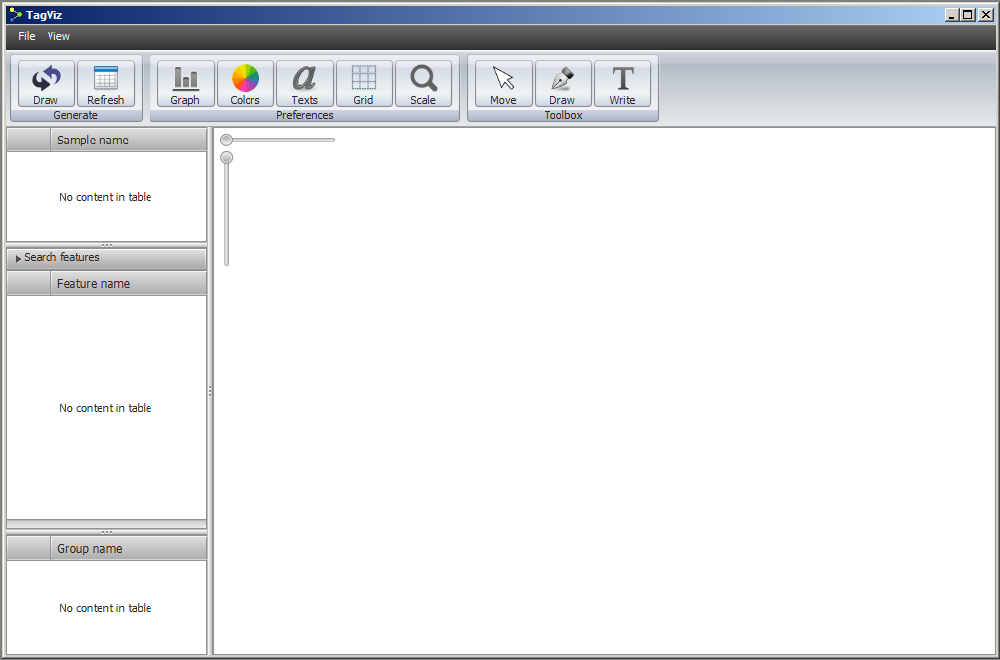 TagViz
File View
Draw Refresh Graph Colors Texts Grid Scale Move Draw Write
Generate Preferences Toolbox
Sample name
No content in table
Search features
Feature name
No content in table
Group name
No content in table